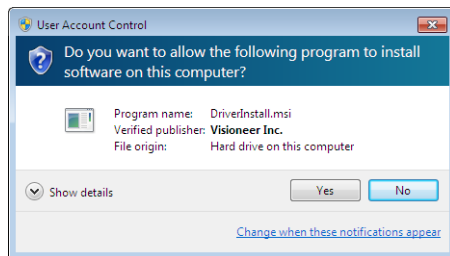 User Account Control
Do you want to allow the following program to install
software on this computer?
Program name: DriverInstall.msi
Verified publisher: Visioneer Inc.
File origin: Hard drive on this computer
Show details
Yes
No
Change when these notifications appear